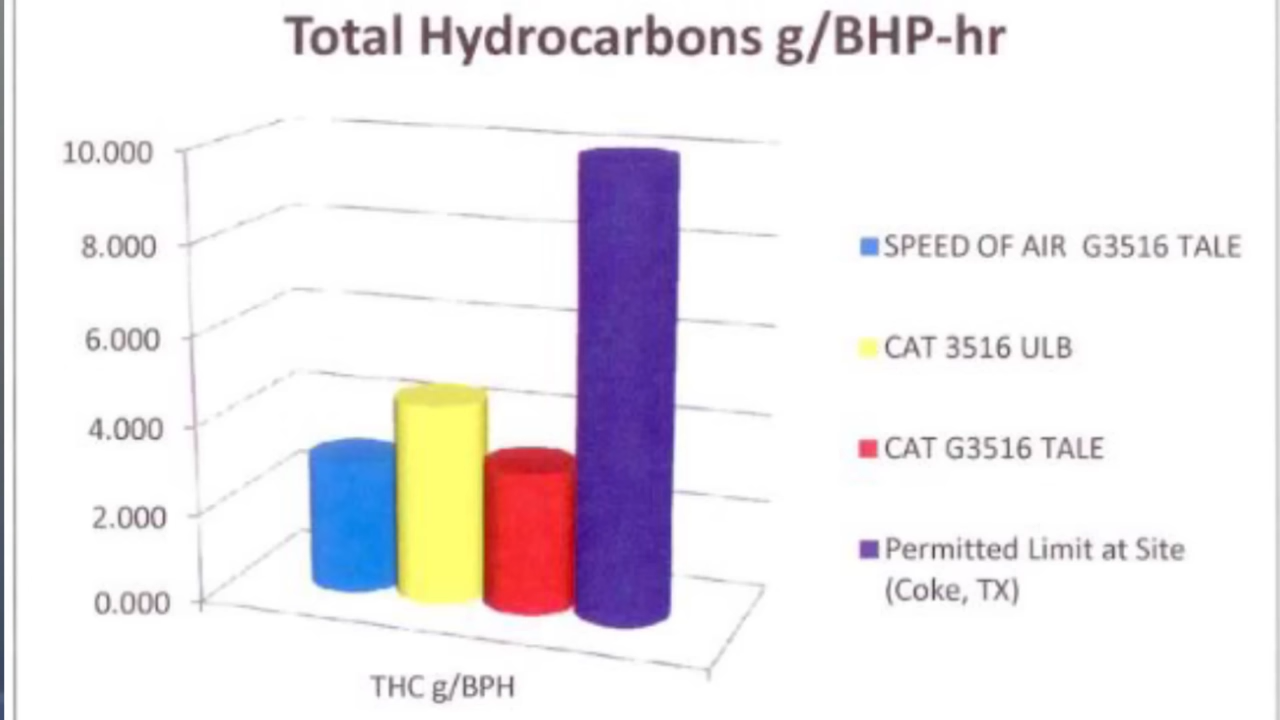 Total Hydrocarbons g/BHP-hr
10.000
8.000
6.000
4.000
2.000
0.000
THC g/BPH
SPEED OF AIR G3516 TALE
CAT 3516 ULB
CAT G3516 TALE
Permitted Limit at Site
(Coke, TX)